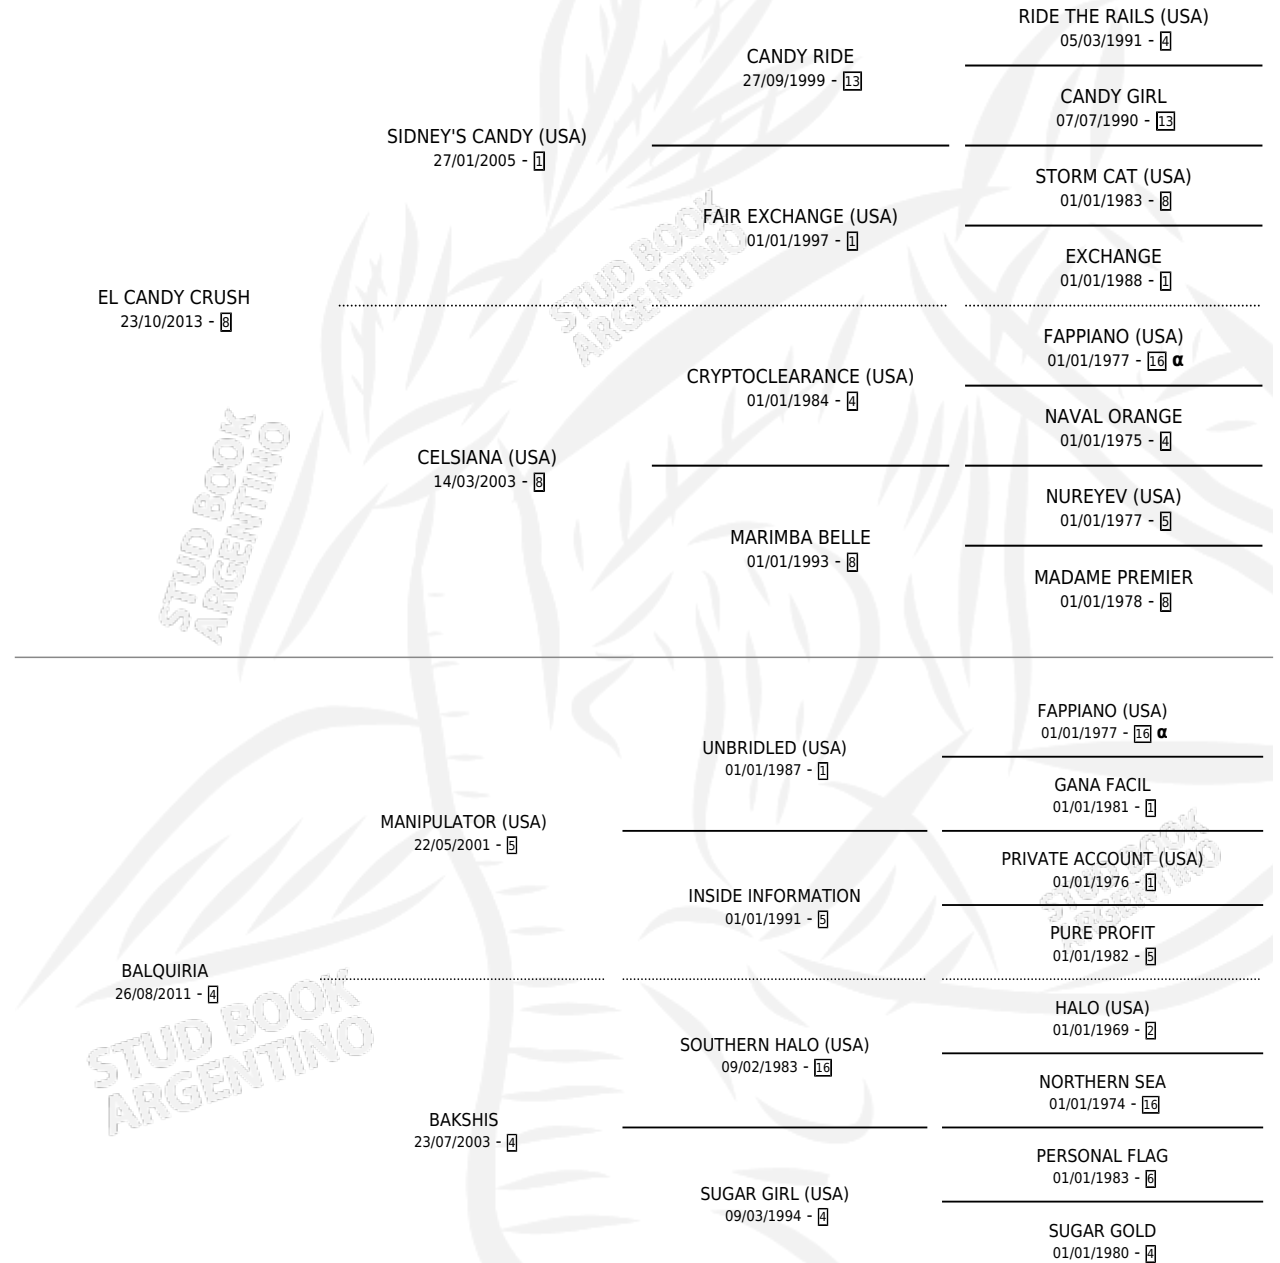 RIDE THE RAILS (USA)
05/03/1991 - 4
CANDY RIDE
27/09/1999 - 13
CANDY GIRL
07/07/1990 - 13
SIDNEY'S CANDY (USA)
27/01/2005 - 1
STORM CAT (USA)
01/01/1983 - 8
FAIR EXCHANGE (USA)
01/01/1997 - 1
EXCHANGE
01/01/1988 - 1
EL CANDY CRUSH
23/10/2013 - 8
FAPPIANO (USA)
01/01/1977 - 16 α
CRYPTOCLEARANCE (USA)
01/01/1984 - 4
NAVAL ORANGE
01/01/1975 - 4
CELSIANA (USA)
14/03/2003 - 8
NUREYEV (USA)
01/01/1977 - 5
MARIMBA BELLE
01/01/1993 - 8
MADAME PREMIER
01/01/1978 - 8
FAPPIANO (USA)
01/01/1977 - 16 α
UNBRIDLED (USA)
01/01/1987 - 1
GANA FACIL
01/01/1981 - 1
MANIPULATOR (USA)
22/05/2001 - 5
PRIVATE ACCOUNT (USA)
01/01/1976 - 1
INSIDE INFORMATION
01/01/1991 - 5
PURE PROFIT
01/01/1982 - 5
BALQUIRIA
26/08/2011 - 4
HALO (USA)
01/01/1969 - 2
SOUTHERN HALO (USA)
09/02/1983 - 16
NORTHERN SEA
01/01/1974 - 16
BAKSHIS
23/07/2003 - 4
PERSONAL FLAG
01/01/1983 - 6
SUGAR GIRL (USA)
09/03/1994 - 4
SUGAR GOLD
01/01/1980 - 4
STUD BOOK
ARGENTINO
STUD BOOK
ARGENTINO
STUD BOOK
ARGENTINO
STUD BOOK
ARGENTINO